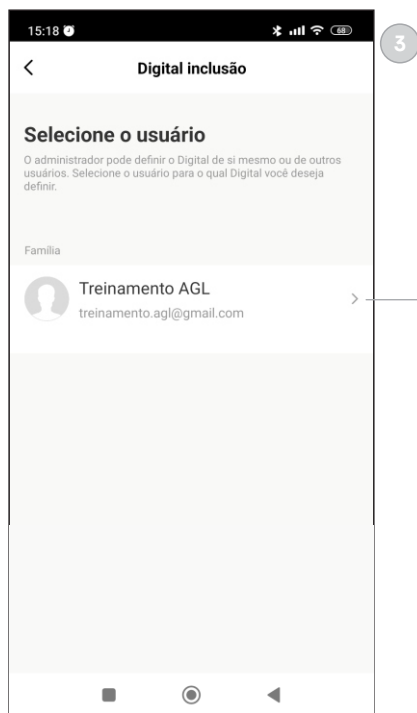 15:18
68
3
Digital inclusão
Selecione o usuário
O administrador pode definir o Digital de si mesmo ou de outros
usuários. Selecione o usuário para o qual Digital você deseja
definir.
Família
Treinamento AGL
treinamento.agl@gmail.com